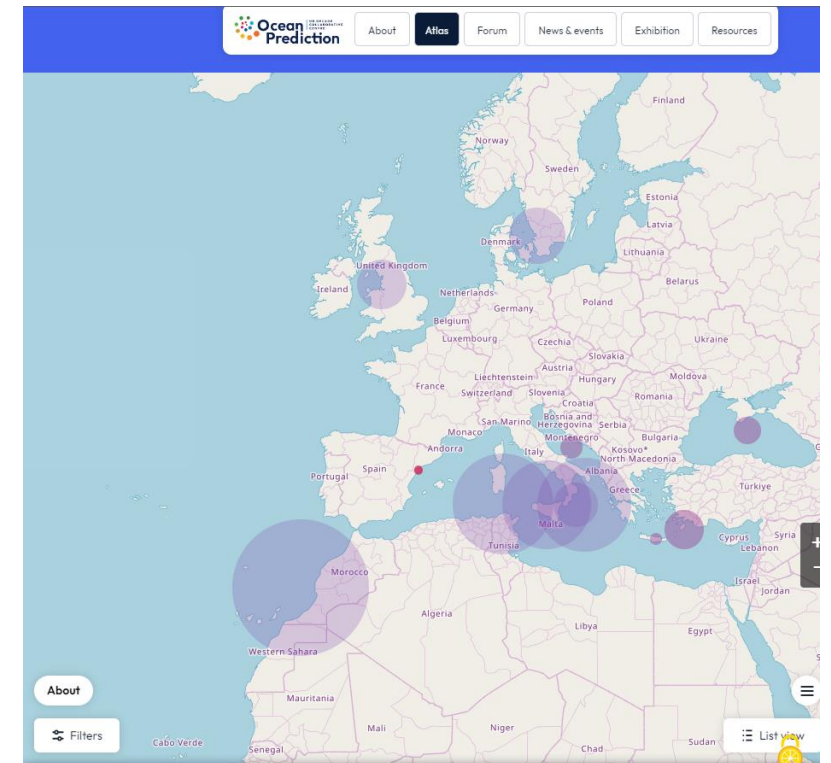 Ocean Prediction
UN OCEAN COLLABORATIVE CENTRE
About
Atlas
Forum
News & events
Exhibition
Resources
Finland
Norway
Sweden
Estonia
Latvia
Denmark
Lithuania
United Kingdom
Ireland
Belarus
Netherlands
Germany
Poland
Belgium
Luxembourg
Czechia
Ukraine
Slovakia
Austria
Liechtenstein
Hungary
Moldova
France
Switzerland
Slovenia
Croatia
Romania
San Marino
Bosnia and
Herzegovina
Serbia
Monaco
Montenegro
Bulgaria
Andorra
Italy
Kosovo*
North Macedonia
Spain
Albania
Portugal
Greece
Türkiye
Malta
Tunisia
Cyprus
Syria
Lebanon
+
−
Morocco
Israel
Jordan
Algeria
Libya
Egypt
Western Sahara
About
Mauritania
Filters
Mali
Niger
List view
Cabo Verde
Senegal
Chad
Sudan